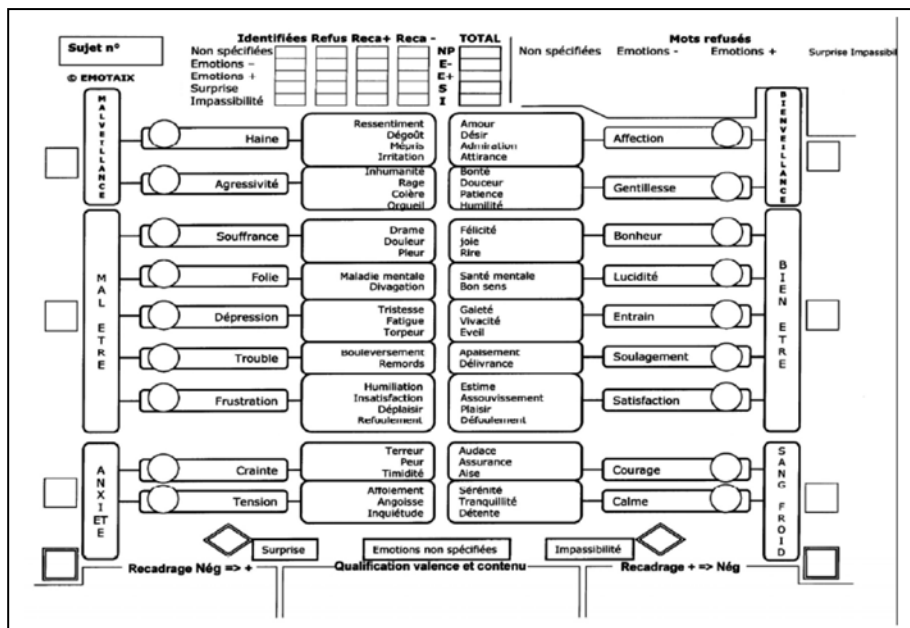 Sujet n°
Identifiées Refus Reca+ Reca - TOTAL
Non spécifiées NP
Emotions – E-
Emotions + E+
Surprise S
Impassibilité I
Mots refusés
Non spécifiées Emotions - Emotions + Surprise Impassibil
© EMOTAIX
MALVEILLANCE
Haine
Ressentiment
Dégoût
Mépris
Irritation
Amour
Désir
Admiration
Attirance
Affection
BIENVEILLANCE
Agressivité
Inhumanité
Rage
Colère
Orgueil
Bonté
Douceur
Patience
Humilité
Gentillesse
MAL ETRE
Souffrance
Drame
Douleur
Pleur
Félicité
joie
Rire
Bonheur
BIEN ETRE
Folie
Maladie mentale
Divagation
Santé mentale
Bon sens
Lucidité
Dépression
Tristesse
Fatigue
Torpeur
Gaieté
Vivacité
Eveil
Entrain
Trouble
Bouleversement
Remords
Apaisement
Délivrance
Soulagement
Frustration
Humiliation
Insatisfaction
Déplaisir
Refoulement
Estime
Assouvissement
Plaisir
Défoulement
Satisfaction
ANXIETE
Crainte
Terreur
Peur
Timidité
Audace
Assurance
Aise
Courage
SANG FROID
Tension
Affolement
Angoisse
Inquiétude
Sérénité
Tranquillité
Détente
Calme
Surprise
Emotions non spécifiées
Impassibilité
Recadrage Nég => +
Qualification valence et contenu
Recadrage + => Nég